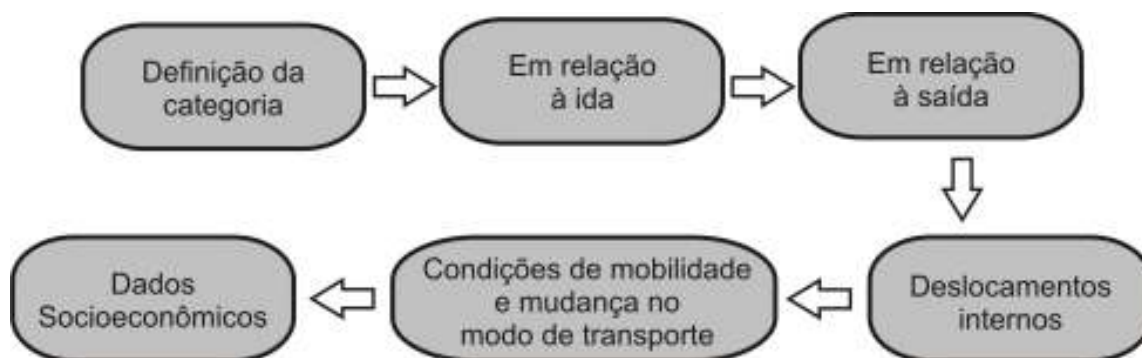 Definição da
categoria
Em relação
à ida
Em relação
à saída
Deslocamentos
internos
Condições de mobilidade
e mudança no
modo de transporte
Dados
Socioeconômicos